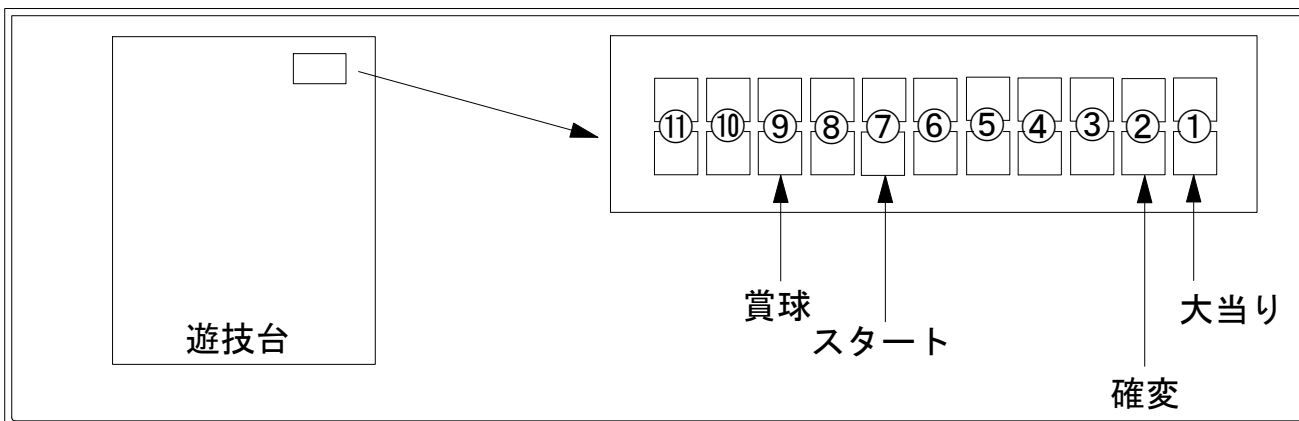 ⑪ ⑩ ⑨ ⑧ ⑦ ⑥ ⑤ ④ ③ ② ①
賞球
大当り
スタート
遊技台
確変